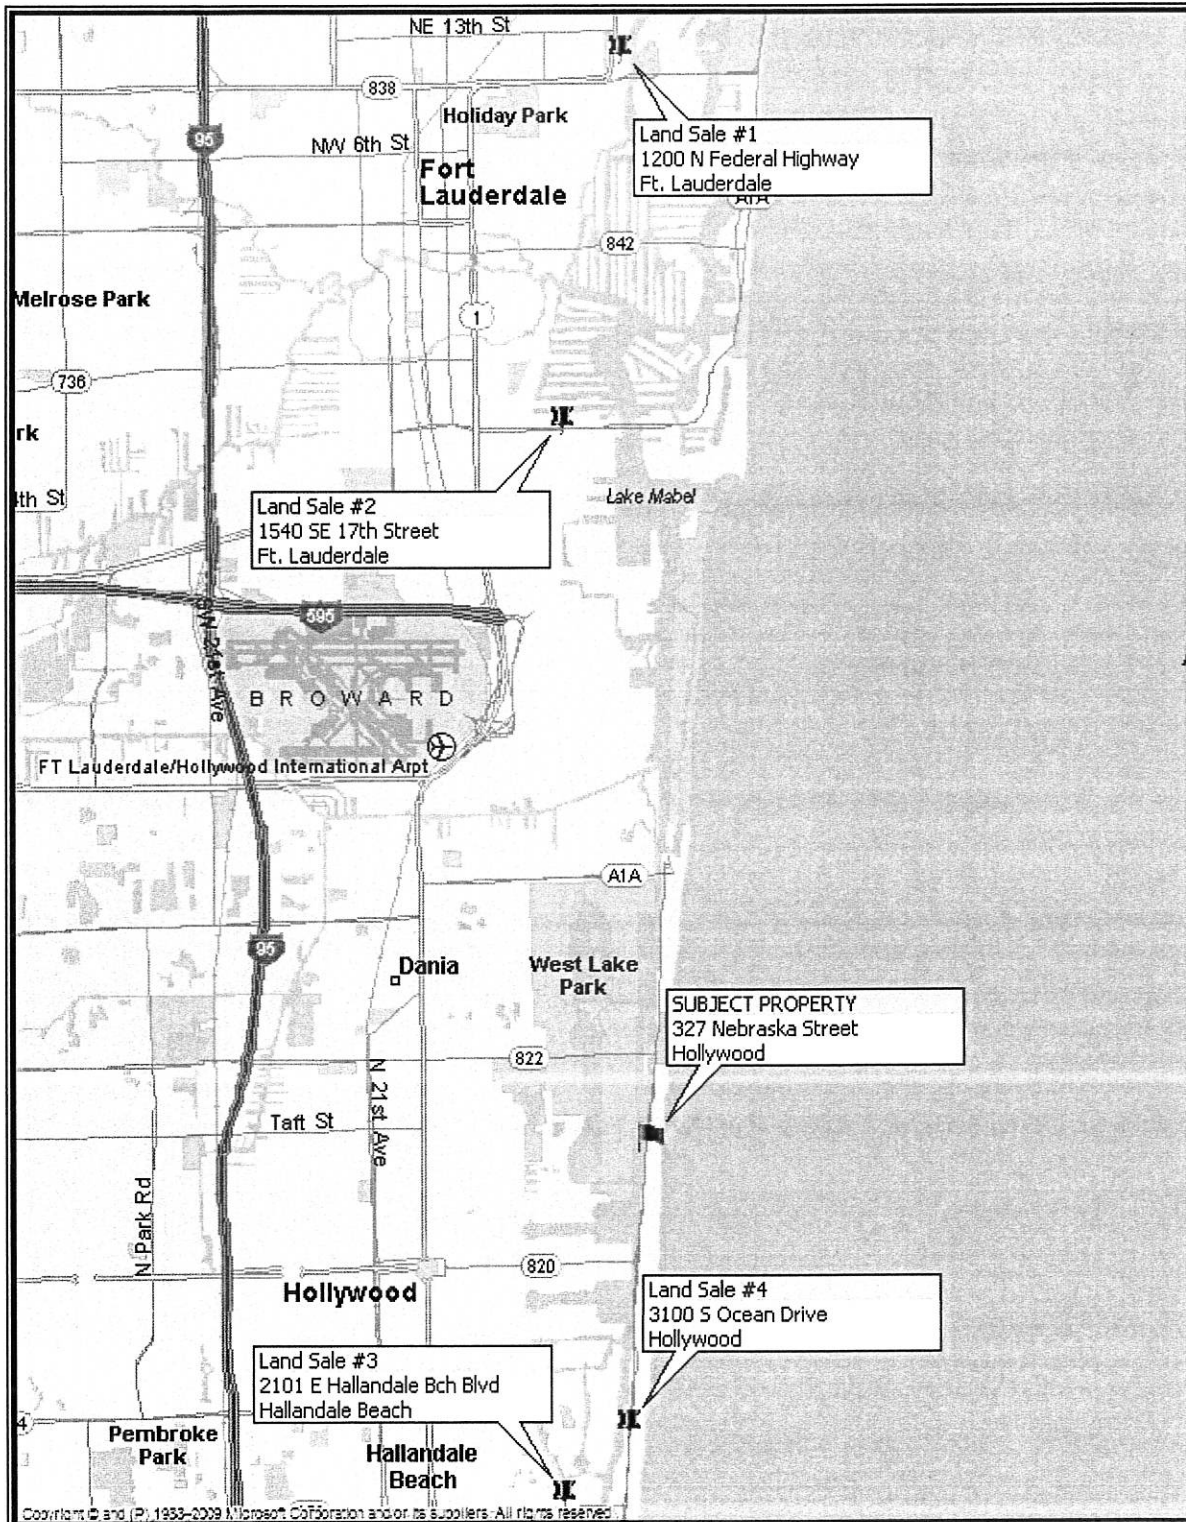 NE 13th St
838
Holiday Park
95
NW 6th St
Fort
Lauderdale
Land Sale #1
1200 N Federal Highway
Ft. Lauderdale
A1A
842
Melrose Park
1
736
rk
4th St
Lake Mabel
Land Sale #2
1540 SE 17th Street
Ft. Lauderdale
595
21st Ave
BROWARD
FT Lauderdale/Hollywood International Arpt
A1A
95
Dania
West Lake
Park
SUBJECT PROPERTY
327 Nebraska Street
Hollywood
822
N 21st Ave
Taft St
N Park Rd
820
Hollywood
Land Sale #4
3100 S Ocean Drive
Hollywood
Land Sale #3
2101 E Hallandale Bch Blvd
Hallandale Beach
4
Pembroke
Park
Hallandale
Beach
Copyright © and (P) 1988–2009 Microsoft Corporation and/or its suppliers. All rights reserved.